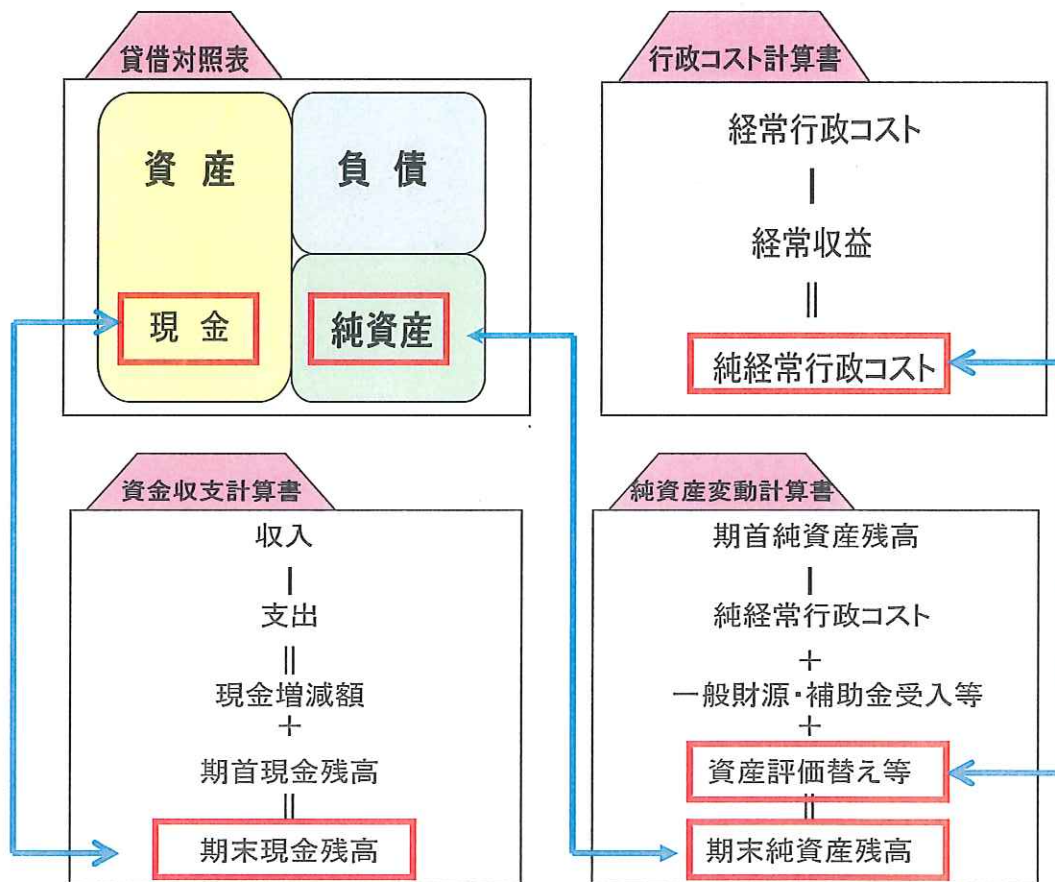 貸借対照表
資産
負債
現金
純資産
行政コスト計算書
経常行政コスト
|
経常収益
||
純経常行政コスト
資金収支計算書
収入
|
支出
||
現金増減額
+
期首現金残高
||
期末現金残高
純資産変動計算書
期首純資産残高
|
純経常行政コスト
+
一般財源・補助金受入等
+
資産評価替え等
||
期末純資産残高